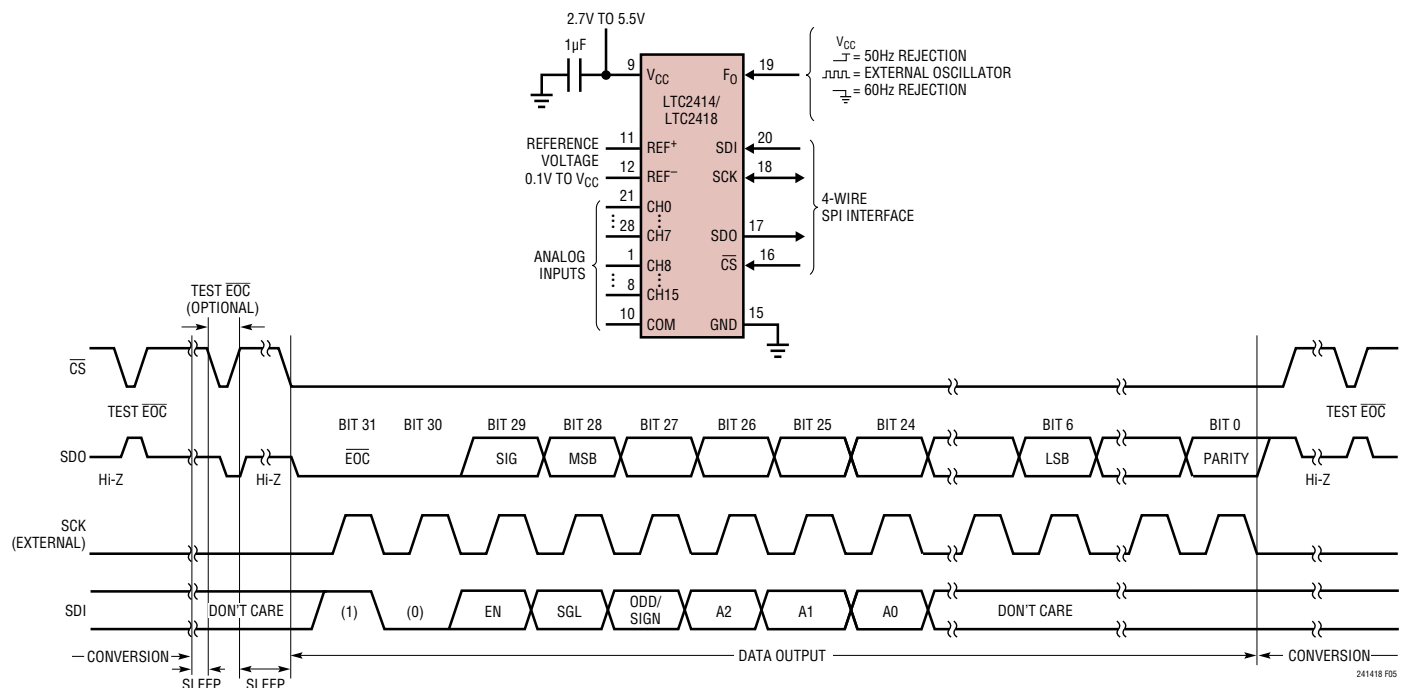 2.7V TO 5.5V
1µF
9
VCC
LTC2414/
LTC2418
FO
19
VCC
= 50Hz REJECTION
= EXTERNAL OSCILLATOR
= 60Hz REJECTION
REFERENCE
VOLTAGE
0.1V TO VCC
11
REF+
12
REF–
SDI
20
SCK
18
4-WIRE
SPI INTERFACE
ANALOG
INPUTS
21
CH0
28
CH7
1
CH8
8
CH15
10
COM
SDO
17
CS
16
GND
15
TEST EOC
(OPTIONAL)
CS
TEST EOC
TEST EOC
BIT 31
BIT 30
BIT 29
BIT 28
BIT 27
BIT 26
BIT 25
BIT 24
BIT 6
BIT 0
SDO
EOC
SIG
MSB
LSB
PARITY
Hi-Z
Hi-Z
Hi-Z
SCK
(EXTERNAL)
SDI
DON'T CARE
(1)
(0)
EN
SGL
ODD/
SIGN
A2
A1
A0
DON'T CARE
CONVERSION
SLEEP
SLEEP
DATA OUTPUT
CONVERSION
241418 F05